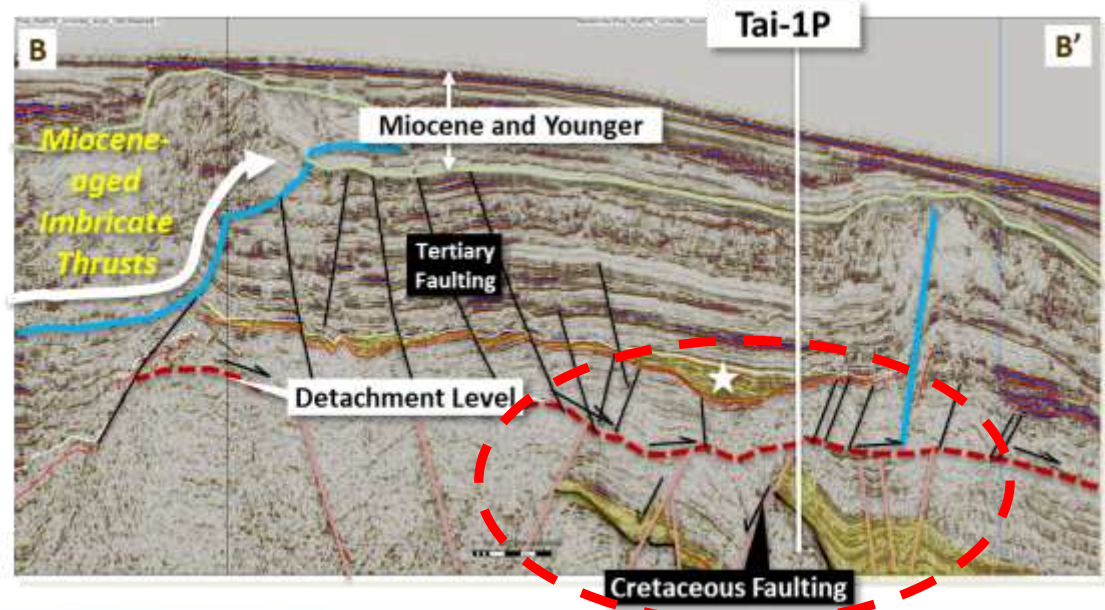 Tai-1P
B
B'
Miocene and Younger
Miocene-
aged
Imbricate
Thrusts
Tertiary
Faulting
Detachment Level
Cretaceous Faulting